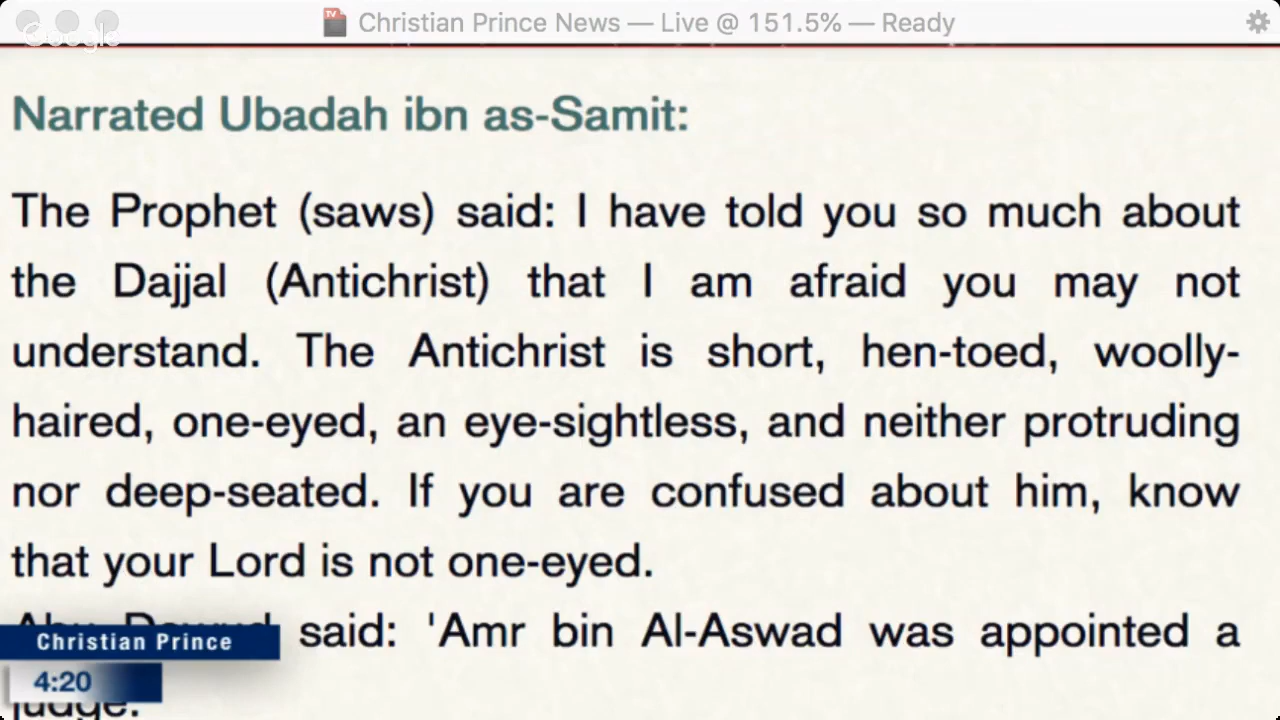 Christian Prince News — Live @ 151.5% — Ready
Google
Narrated Ubadah ibn as-Samit:
The Prophet (saws) said: I have told you so much about
the Dajjal (Antichrist) that I am afraid you may not
understand. The Antichrist is short, hen-toed, woolly-
haired, one-eyed, an eye-sightless, and neither protruding
nor deep-seated. If you are confused about him, know
that your Lord is not one-eyed.
Abu Dawud said: 'Amr bin Al-Aswad was appointed a
judge.
Christian Prince
4:20